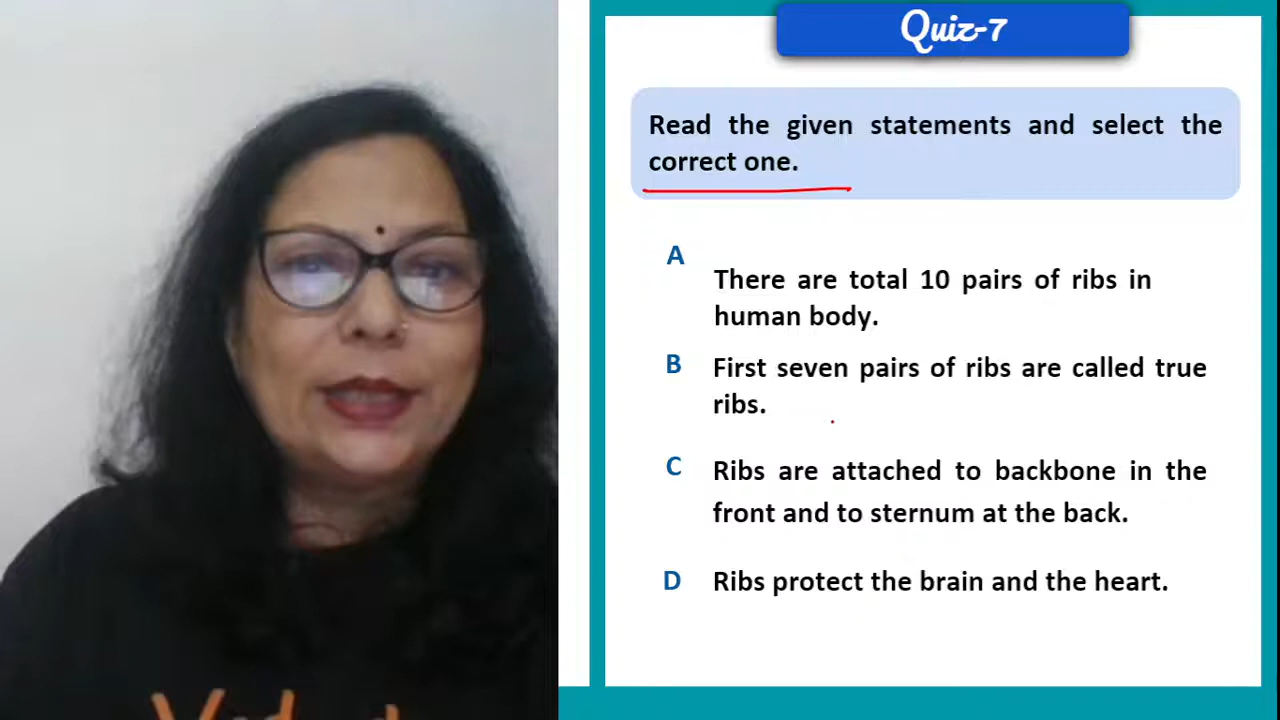 Quiz-7
Read the given statements and select the
correct one.
A
There are total 10 pairs of ribs in
human body.
B First seven pairs of ribs are called true
ribs.
C Ribs are attached to backbone in the
front and to sternum at the back.
D Ribs protect the brain and the heart.